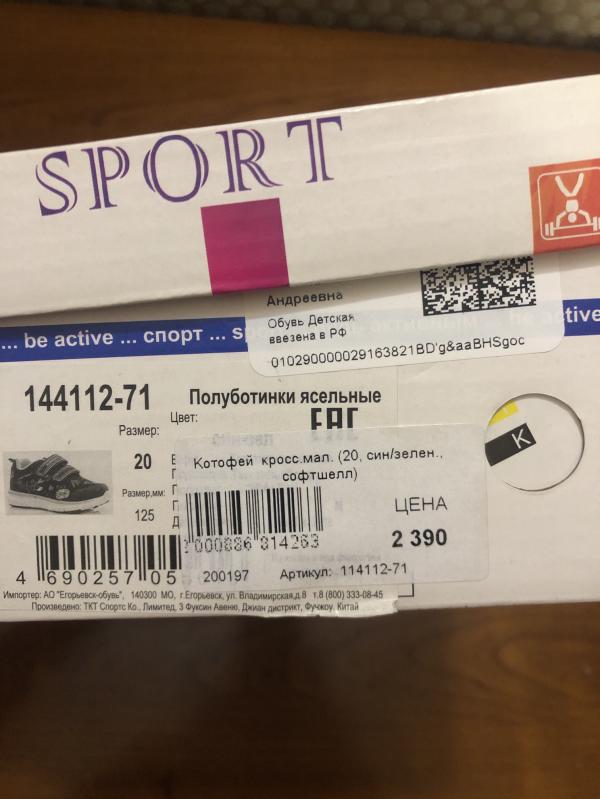 SPORT
Андреевна
Обувь Детская
ввезена в РФ
010290000029163821BD'g&aaBHSgoc
... be active ... спорт ... sp
tive
144112-71
Полуботинки ясельные
Размер:
Цвет:
EAC
20
Размер,мм:
125
K
Котофей кросс.мал. (20, син/зелен.,
софтшелл)
ЦЕНА
2 390
2000886 814263
200197
Артикул: 114112-71
4 690257 05
Импортер: АО "Егорьевск-обувь", 140300 МО, г.Егорьевск, ул. Владимирская,д.8 т.8 (800) 333-08-45
Произведено: ТКТ Спортс Ко., Лимитед, 3 Фуксин Авеню, Джиан дистрикт, Фучжоу, Китай